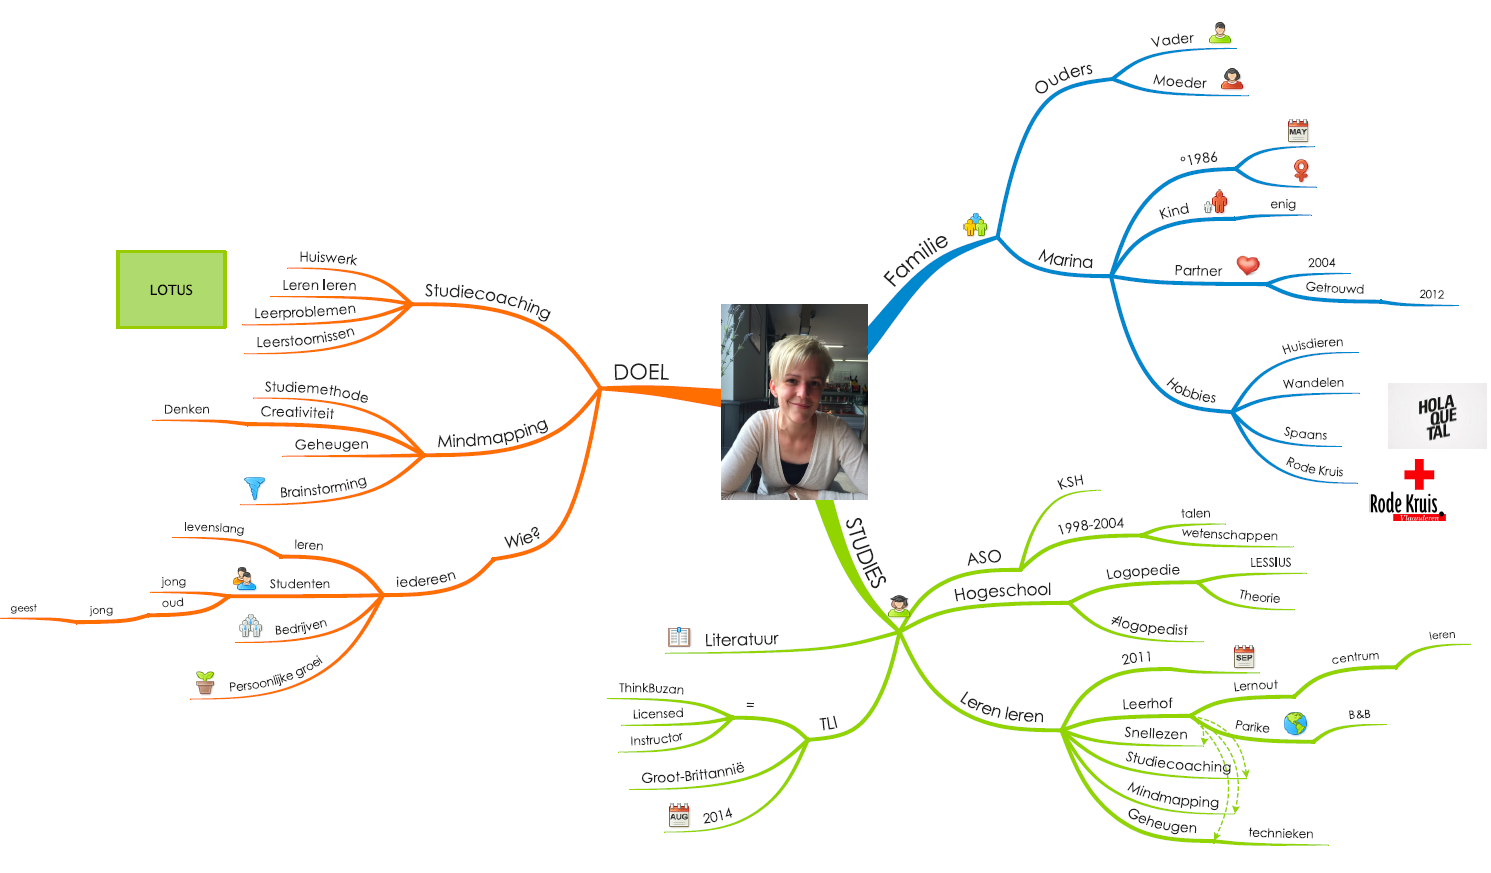 LOTUS
DOEL
Studiecoaching
Huiswerk
Leren leren
Leerproblemen
Leerstoornissen
Mindmapping
Studiemethode
Creativiteit
Denken
Geheugen
Brainstorming
Wie?
iedereen
leren
levenslang
Studenten
jong
oud
jong
geest
Bedrijven
Persoonlijke groei
Familie
Ouders
Vader
Moeder
Marina
°1986
MAY
Kind
enig
Partner
2004
Getrouwd
2012
Hobbies
Huisdieren
Wandelen
Spaans
Rode Kruis
HOLA
QUE
TAL
Rode Kruis.
Vlaanderen
STUDIES
ASO
KSH
1998-2004
talen
wetenschappen
Hogeschool
Logopedie
LESSIUS
Theorie
≠logopedist
Leren leren
2011
SEP
Leerhof
Lernout
centrum
leren
Parike
B&B
Snellezen
Studiecoaching
Mindmapping
Geheugen
technieken
Literatuur
TLI
=
ThinkBuzan
Licensed
Instructor
Groot-Brittannië
AUG
2014